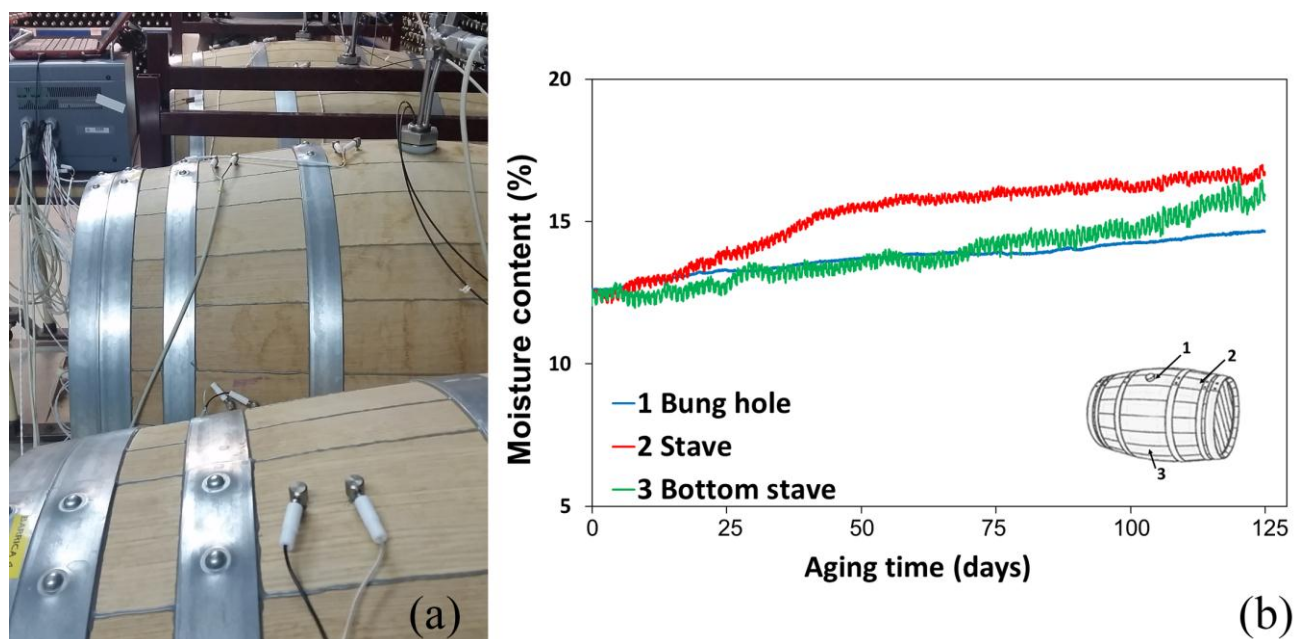 BARRICA
(a)
20
15
10
5
Moisture content (%)
1 Bung hole
2 Stave
3 Bottom stave
1
2
3
0 25 50 75 100 125
Aging time (days)
(b)